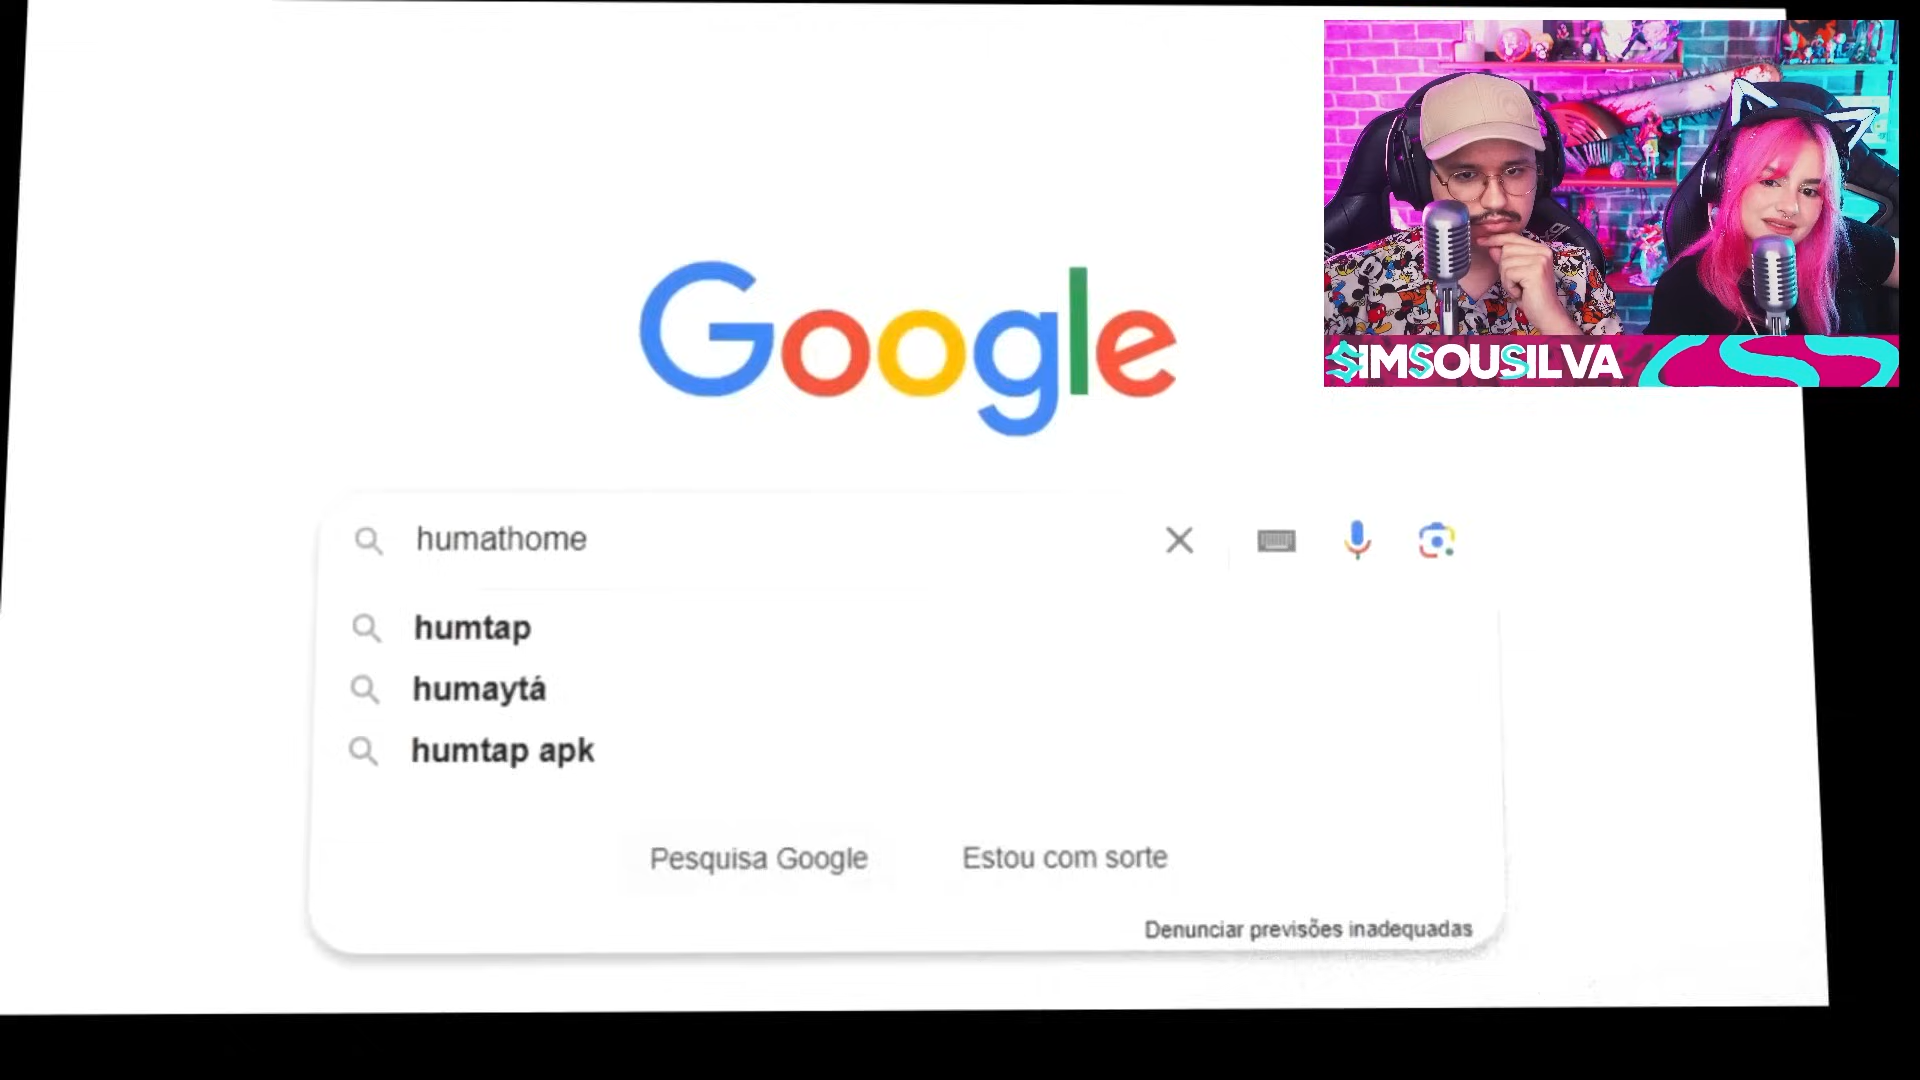 Google
SIMSOUSILVA
humathome
humtap
humaytá
humtap apk
Pesquisa Google
Estou com sorte
Denunciar previsões inadequadas